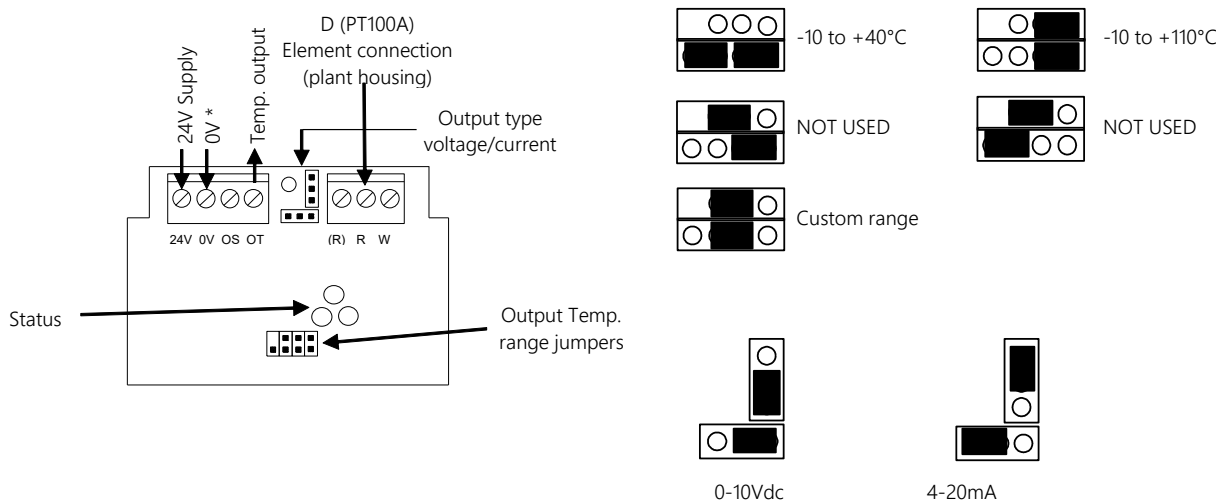 D (PT100A)
Element connection
(plant housing)
24V Supply
0V *
Temp. output
Output type
voltage/current
24V 0V OS OT
(R) R W
Status
Output Temp.
range jumpers
-10 to +40°C
-10 to +110°C
NOT USED
NOT USED
Custom range
0-10Vdc
4-20mA